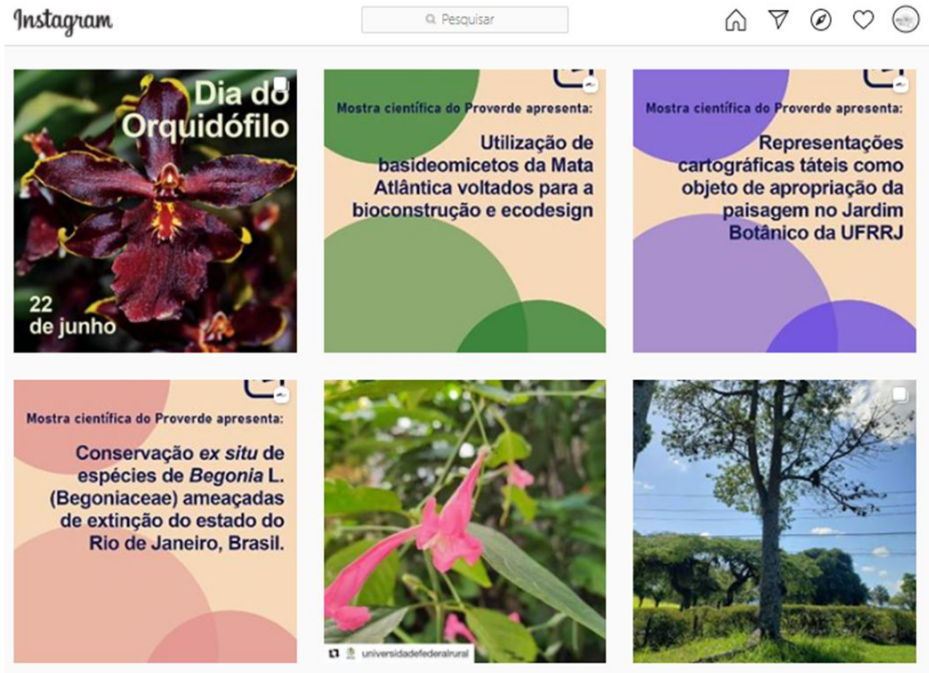 Instagram
Pesquisar
Dia do
Orquidófilo
22
de junho
Mostra científica do Proverde apresenta:
Utilização de
basideomicetos da Mata
Atlântica voltados para a
bioconstrução e ecodesign
Mostra científica do Proverde apresenta:
Representações
cartográficas táteis como
objeto de apropriação da
paisagem no Jardim
Botânico da UFRRJ
Mostra científica do Proverde apresenta:
Conservação ex situ de
espécies de Begonia L.
(Begoniaceae) ameaçadas
de extinção do estado do
Rio de Janeiro, Brasil.
universidadefederalrural